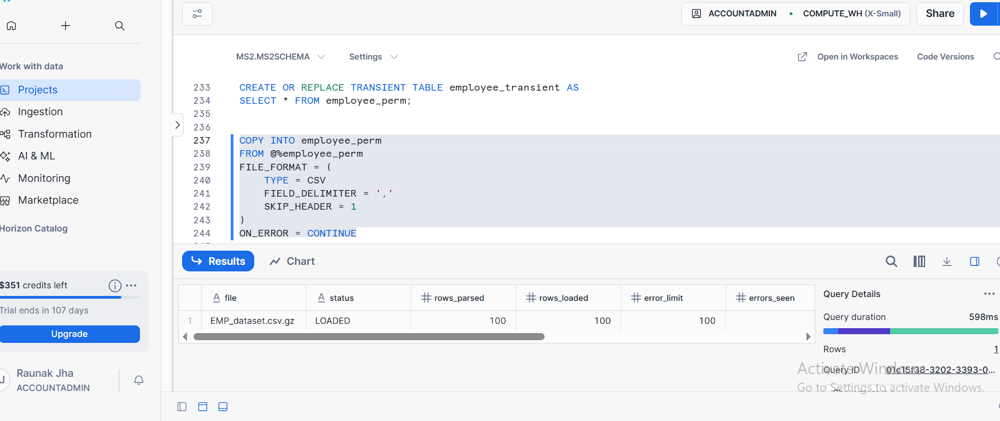 ACCOUNTADMIN • COMPUTE_WH (X-Small)
Share
Work with data
Projects
Ingestion
Transformation
AI & ML
Monitoring
Marketplace
Horizon Catalog
$351 credits left
Trial ends in 107 days
Upgrade
Raunak Jha
ACCOUNTADMIN
MS2.MS2SCHEMA
Settings
Open in Workspaces
Code Versions
233 CREATE OR REPLACE TRANSIENT TABLE employee_transient AS
234 SELECT * FROM employee_perm;
235
236
237 COPY INTO employee_perm
238 FROM @%employee_perm
239 FILE_FORMAT = (
240 TYPE = CSV
241 FIELD_DELIMITER = ','
242 SKIP_HEADER = 1
243 )
244 ON_ERROR = CONTINUE
Results
Chart
A file A status # rows_parsed # rows_loaded # error_limit # errors_seen
1 EMP_dataset.csv.gz LOADED 100 100 100
Query Details
Query duration 598ms
Rows 1
Query ID 01c15f38-3202-3393-0...
Activate Windows
Go to Settings to activate Windows.